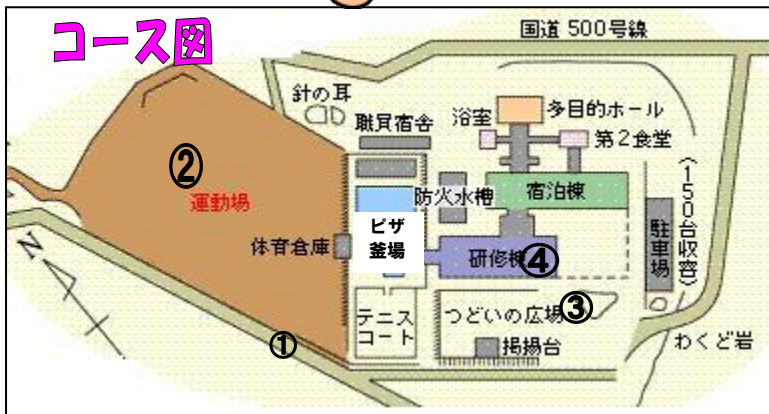 コース図
国道 500号線
針の耳
職員宿舎
浴室
多目的ホール
第2食堂
②
運動場
防火水槽
宿泊棟
(150台収容)
駐車場
体育倉庫
ピザ
釜場
研修棟
④
N
テニス
コート
つどいの広場
③
①
掲揚台
わくど岩